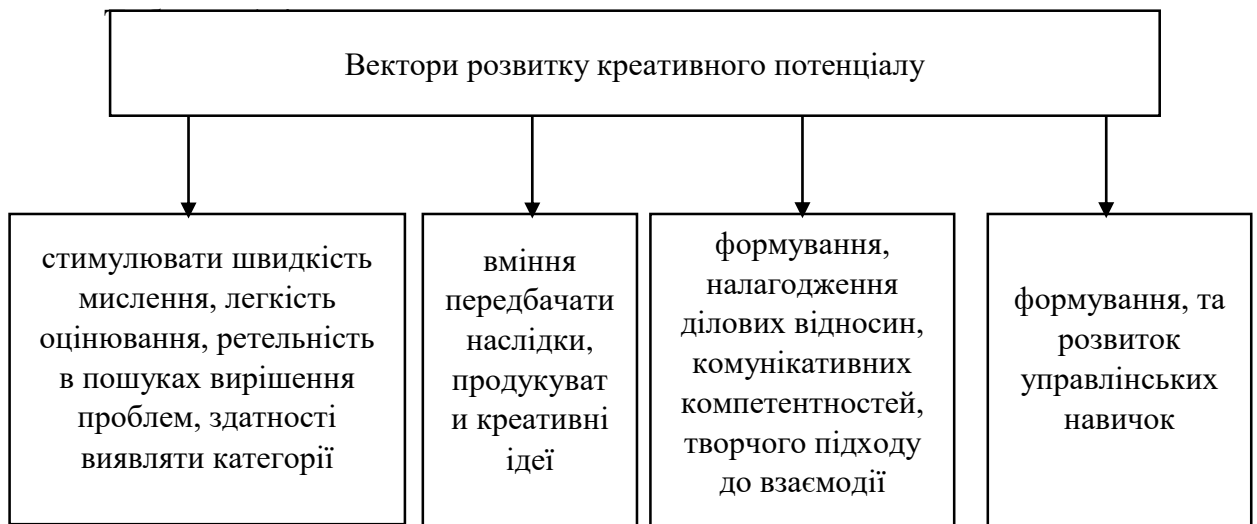 Вектори розвитку креативного потенціалу
стимулювати швидкість
мислення, легкість
оцінювання, ретельність
в пошуках вирішення
проблем, здатності
виявляти категорії
вміння
передбачати
наслідки,
продукуват
и креативні
ідеї
формування,
налагодження
ділових відносин,
комунікативних
компетентностей,
творчого підходу
до взаємодії
формування, та
розвиток
управлінських
навичок